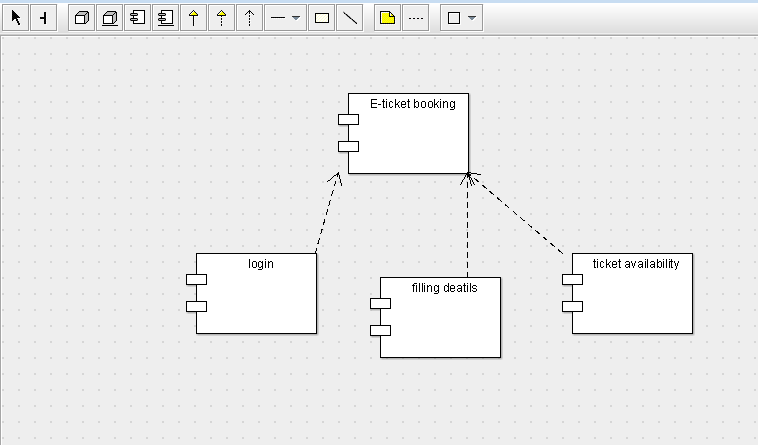 E-ticket booking
login
filling deatils
ticket availability